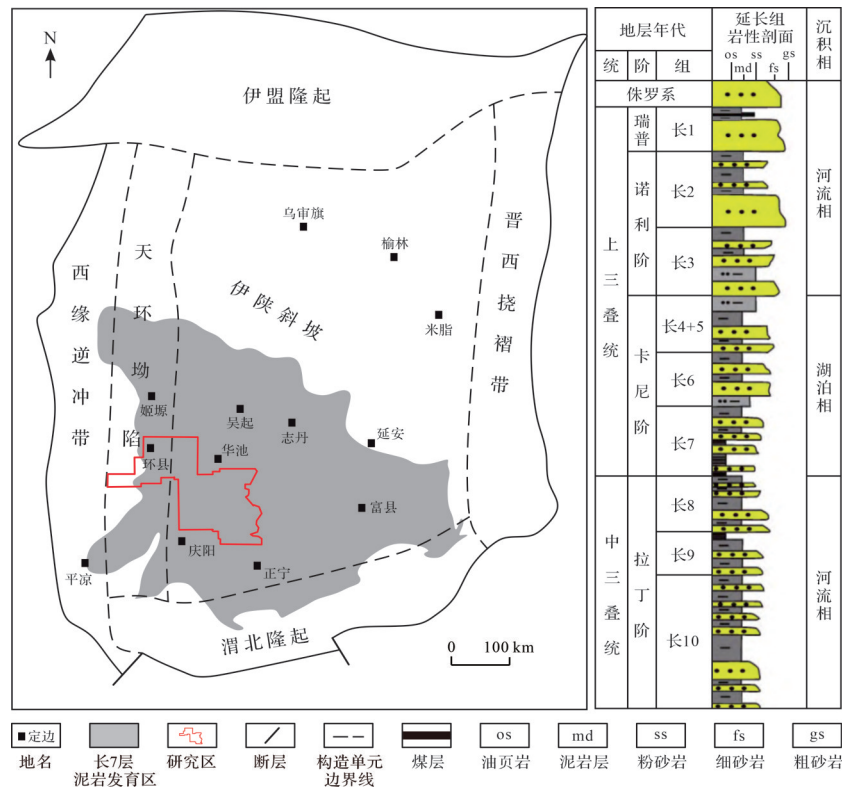 N
伊盟隆起
乌审旗
榆林
天环坳陷
西缘逆冲带
伊陕斜坡
晋西挠褶带
米脂
姬塬
吴起
志丹
延安
环县
华池
富县
庆阳
平凉
正宁
渭北隆起
0 100 km
地层年代
延长组
岩性剖面
沉积相
os ss gs
md fs
统 阶 组
侏罗系
上三叠统
瑞普
长1
诺利阶
长2
长3
河流相
卡尼阶
长4+5
长6
长7
湖泊相
中三叠统
拉丁阶
长8
长9
长10
河流相
定边
os
md
ss
fs
gs
地名
长7层
泥岩发育区
研究区
断层
构造单元
边界线
煤层
油页岩
泥岩层
粉砂岩
细砂岩
粗砂岩